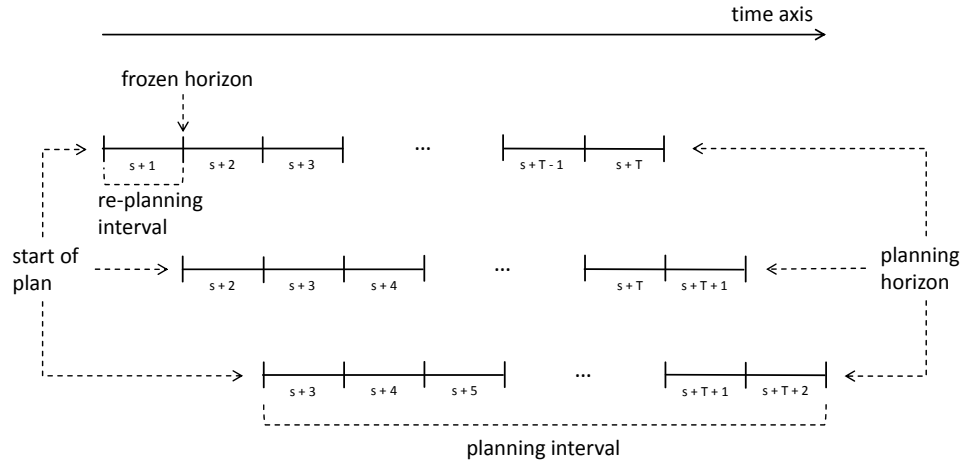 time axis
frozen horizon
...
s + 1 s + 2 s + 3 s + T - 1 s + T
re-planning
interval
start of
plan
planning
horizon
...
s + 2 s + 3 s + 4 s + T s + T + 1
...
s + 3 s + 4 s + 5 s + T + 1 s + T + 2
planning interval